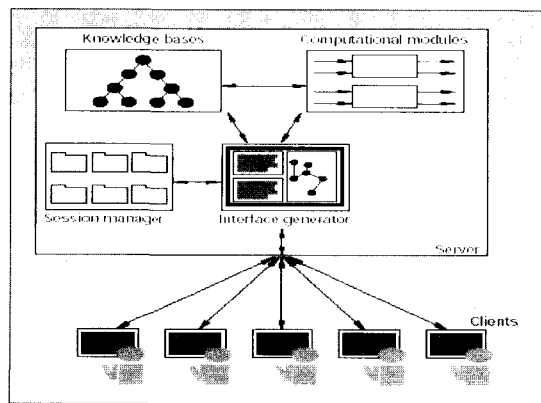 Knowledge bases
Computational modules
Session manager
Interface generator
Server
Clients